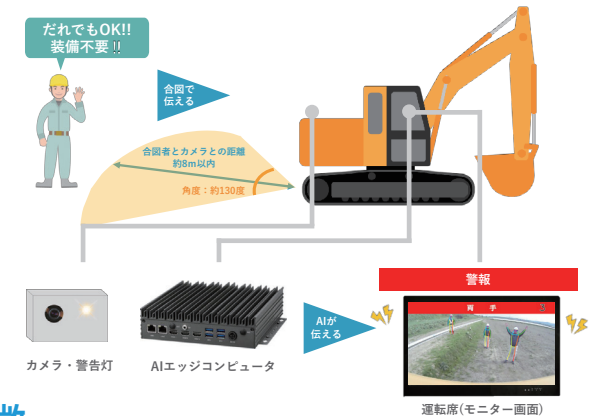 だれでもOK!!
装備不要!!
合図で
伝える
合図者とカメラとの距離
約8m以内
角度：約130度
警報
両 手
AIが
伝える
カメラ・警告灯
AIエッジコンピュータ
運転席(モニター画面)